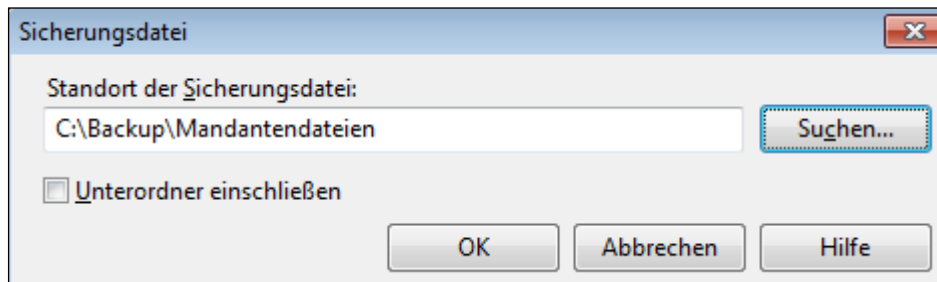 Sicherungsdatei
Standort der Sicherungsdatei:
C:\Backup\Mandantendateien
Suchen...
Unterordner einschließen
OK
Abbrechen
Hilfe